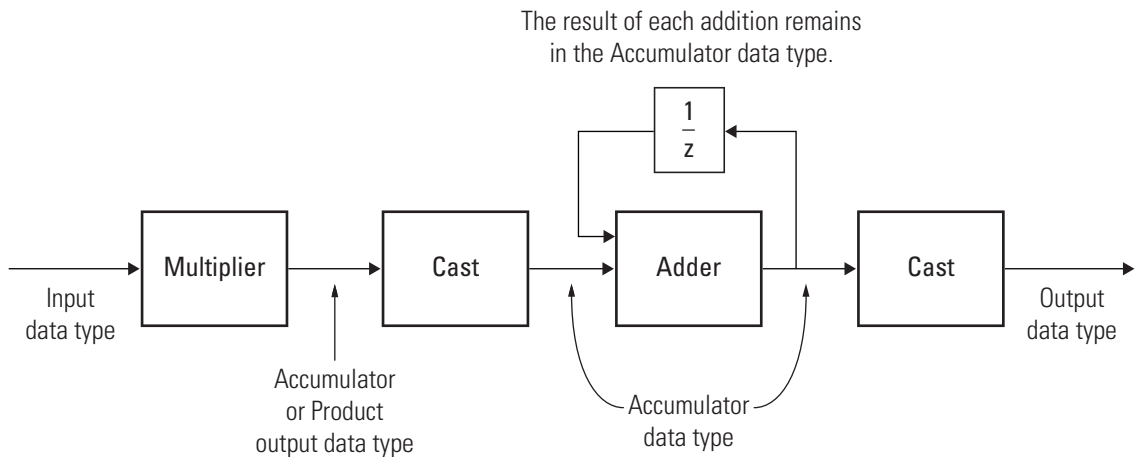 The result of each addition remains
in the Accumulator data type.
1
z
Multiplier
Cast
Adder
Cast
Input
data type
Output
data type
Accumulator
or Product
output data type
Accumulator
data type